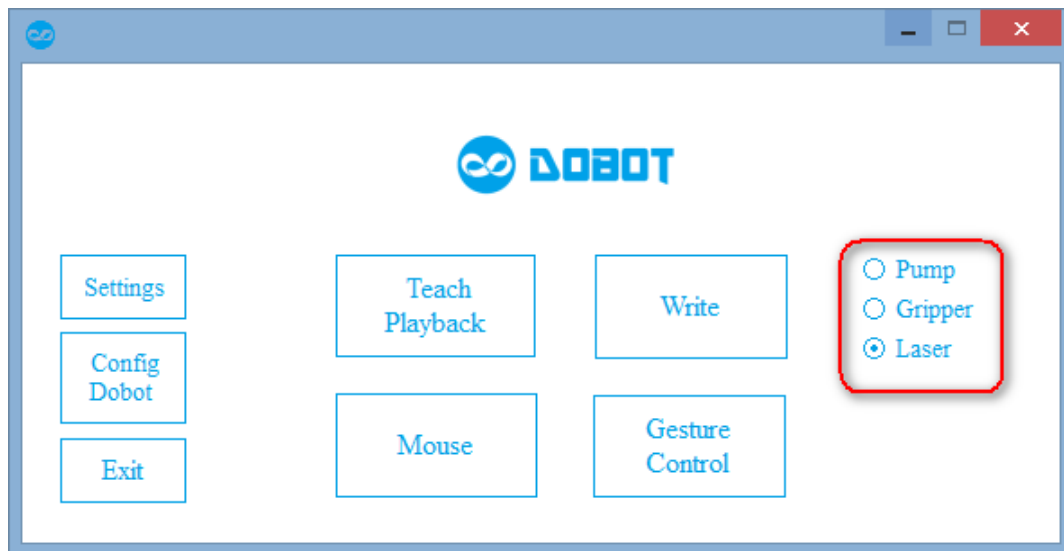 DOBOT
Settings
Config
Dobot
Exit
Teach
Playback
Write
Mouse
Gesture
Control
Pump
Gripper
Laser